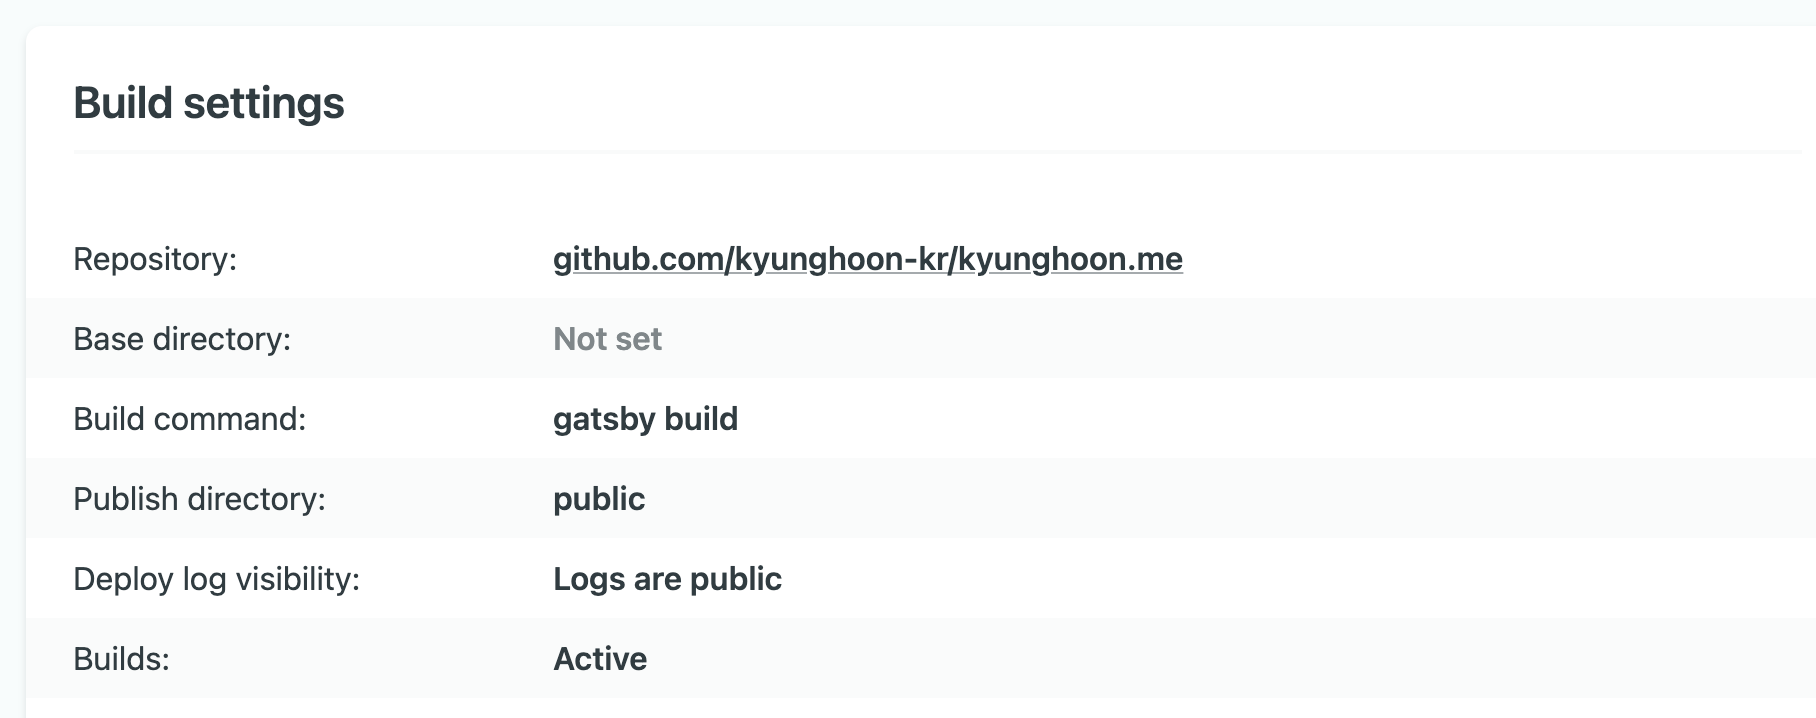 Build settings
Repository: github.com/kyunghoon-kr/kyunghoon.me
Base directory: Not set
Build command: gatsby build
Publish directory: public
Deploy log visibility: Logs are public
Builds: Active